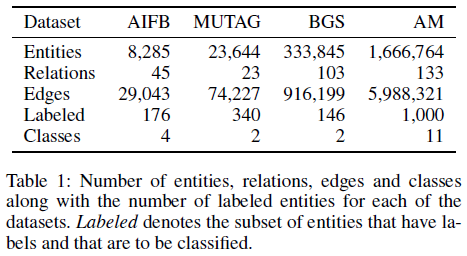 Dataset AIFB MUTAG BGS AM
Entities 8,285 23,644 333,845 1,666,764
Relations 45 23 103 133
Edges 29,043 74,227 916,199 5,988,321
Labeled 176 340 146 1,000
Classes 4 2 2 11
Table 1: Number of entities, relations, edges and classes
along with the number of labeled entities for each of the
datasets. Labeled denotes the subset of entities that have la-
bels and that are to be classified.